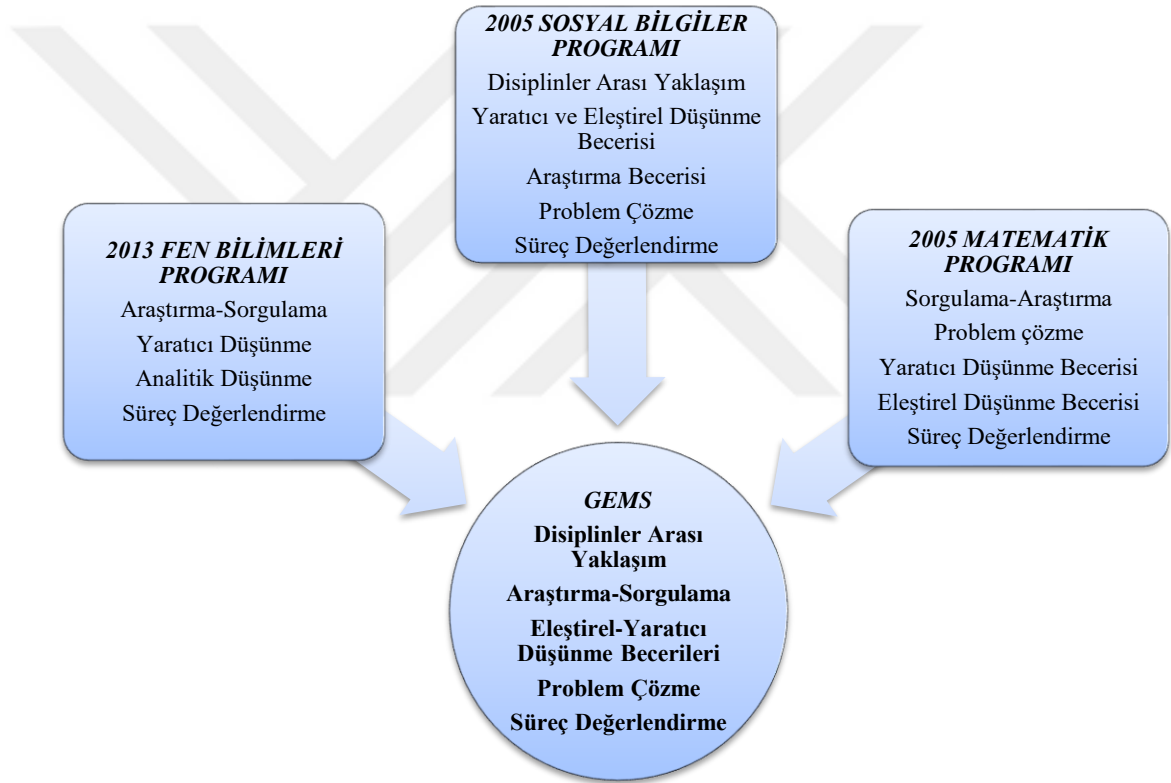 2005 SOSYAL BİLGİLER
PROGRAMI
Disiplinler Arası Yaklaşım
Yaratıcı ve Eleştirel Düşünme
Becerisi
Araştırma Becerisi
Problem Çözme
Süreç Değerlendirme
2013 FEN BİLİMLERİ
PROGRAMI
Araştırma-Sorgulama
Yaratıcı Düşünme
Analitik Düşünme
Süreç Değerlendirme
2005 MATEMATİK
PROGRAMI
Sorgulama-Araştırma
Problem çözme
Yaratıcı Düşünme Becerisi
Eleştirel Düşünme Becerisi
Süreç Değerlendirme
GEMS
Disiplinler Arası
Yaklaşım
Araştırma-Sorgulama
Eleştirel-Yaratıcı
Düşünme Becerileri
Problem Çözme
Süreç Değerlendirme